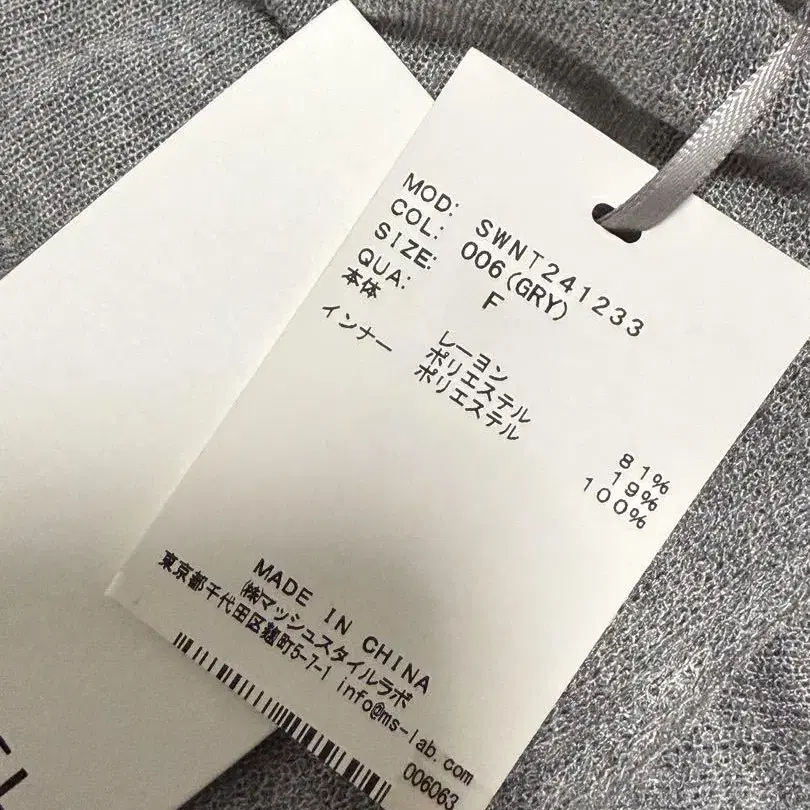 MOD: SWNT241233
COL: 006(GRY)
SIZE: F
QUA:
本体 レーヨン 81%
ポリエステル 19%
インナー ポリエステル 100%
MADE IN CHINA
㈱マッシュスタイルラボ
東京都千代田区麹町5-7-1 info@ms-lab.com
006063